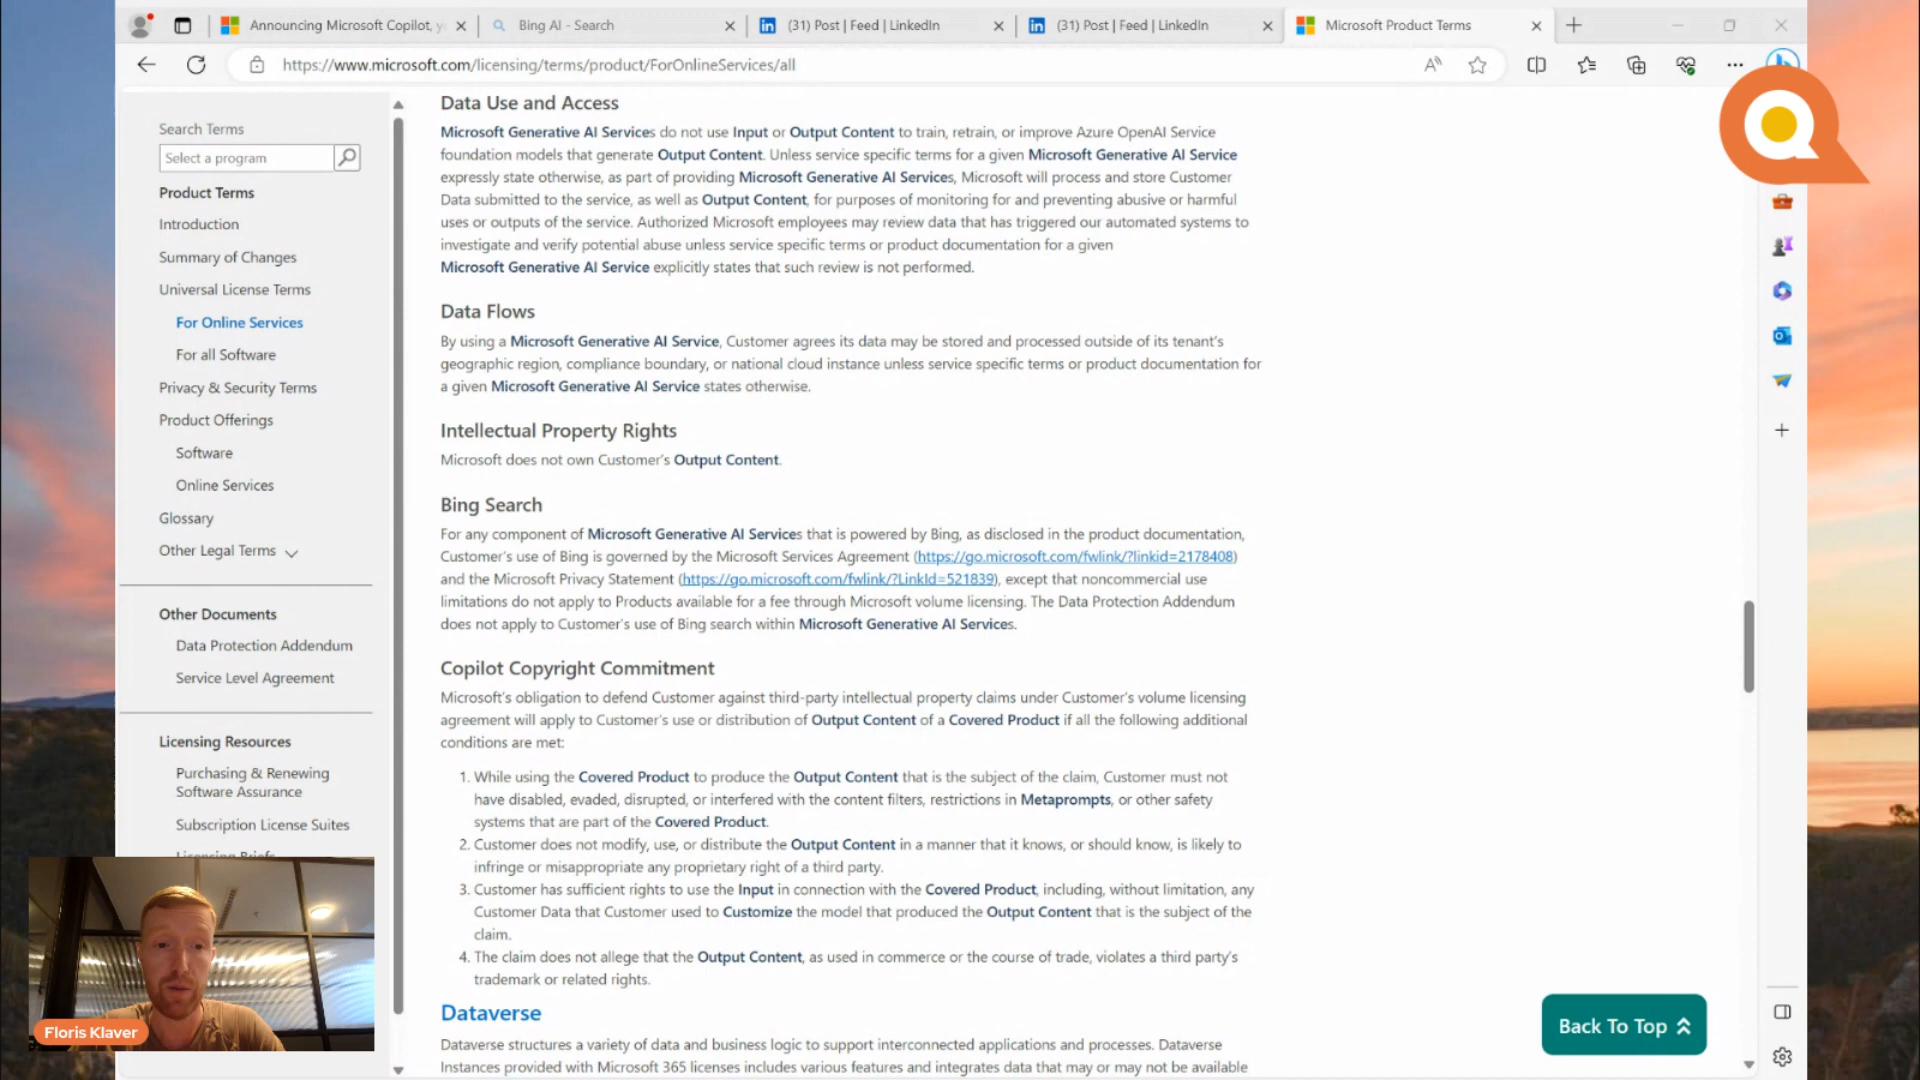 Announcing Microsoft Copilot, y
Bing AI - Search
(31) Post | Feed | LinkedIn
(31) Post | Feed | LinkedIn
Microsoft Product Terms
https://www.microsoft.com/licensing/terms/product/ForOnlineServices/all
Search Terms
Select a program
Product Terms
Introduction
Summary of Changes
Universal License Terms
For Online Services
For all Software
Privacy & Security Terms
Product Offerings
Software
Online Services
Glossary
Other Legal Terms
Other Documents
Data Protection Addendum
Service Level Agreement
Licensing Resources
Purchasing & Renewing
Software Assurance
Subscription License Suites
Licensing Briefs
Floris Klaver
Data Use and Access
Microsoft Generative AI Services do not use Input or Output Content to train, retrain, or improve Azure OpenAI Service
foundation models that generate Output Content. Unless service specific terms for a given Microsoft Generative AI Service
expressly state otherwise, as part of providing Microsoft Generative AI Services, Microsoft will process and store Customer
Data submitted to the service, as well as Output Content, for purposes of monitoring for and preventing abusive or harmful
uses or outputs of the service. Authorized Microsoft employees may review data that has triggered our automated systems to
investigate and verify potential abuse unless service specific terms or product documentation for a given
Microsoft Generative AI Service explicitly states that such review is not performed.
Data Flows
By using a Microsoft Generative AI Service, Customer agrees its data may be stored and processed outside of its tenant's
geographic region, compliance boundary, or national cloud instance unless service specific terms or product documentation for
a given Microsoft Generative AI Service states otherwise.
Intellectual Property Rights
Microsoft does not own Customer's Output Content.
Bing Search
For any component of Microsoft Generative AI Services that is powered by Bing, as disclosed in the product documentation,
Customer's use of Bing is governed by the Microsoft Services Agreement (https://go.microsoft.com/fwlink/?linkid=2178408)
and the Microsoft Privacy Statement (https://go.microsoft.com/fwlink/?LinkId=521839), except that noncommercial use
limitations do not apply to Products available for a fee through Microsoft volume licensing. The Data Protection Addendum
does not apply to Customer's use of Bing search within Microsoft Generative AI Services.
Copilot Copyright Commitment
Microsoft's obligation to defend Customer against third-party intellectual property claims under Customer's volume licensing
agreement will apply to Customer's use or distribution of Output Content of a Covered Product if all the following additional
conditions are met:
1. While using the Covered Product to produce the Output Content that is the subject of the claim, Customer must not
have disabled, evaded, disrupted, or interfered with the content filters, restrictions in Metaprompts, or other safety
systems that are part of the Covered Product.
2. Customer does not modify, use, or distribute the Output Content in a manner that it knows, or should know, is likely to
infringe or misappropriate any proprietary right of a third party.
3. Customer has sufficient rights to use the Input in connection with the Covered Product, including, without limitation, any
Customer Data that Customer used to Customize the model that produced the Output Content that is the subject of the
claim.
4. The claim does not allege that the Output Content, as used in commerce or the course of trade, violates a third party's
trademark or related rights.
Dataverse
Dataverse structures a variety of data and business logic to support interconnected applications and processes. Dataverse
Instances provided with Microsoft 365 licenses includes various features and integrates data that may or may not be available
Back To Top